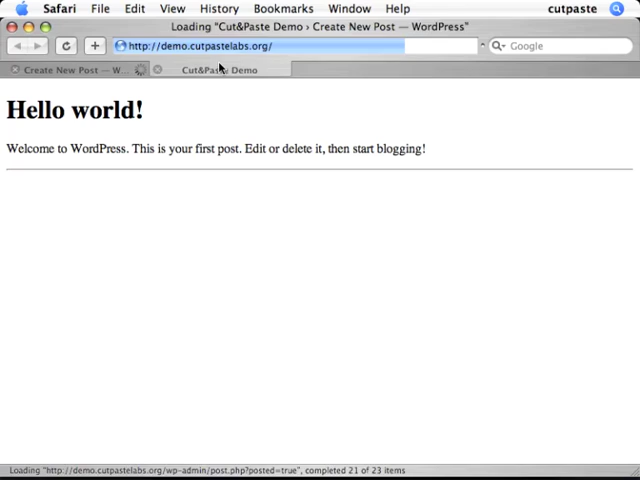 Safari File Edit View History Bookmarks Window Help cutpaste
Loading "Cut&Paste Demo › Create New Post — WordPress"
http://demo.cutpastelabs.org/ Google
Create New Post — W... Cut&Paste Demo
Hello world!
Welcome to WordPress. This is your first post. Edit or delete it, then start blogging!
Loading "http://demo.cutpastelabs.org/wp-admin/post.php?posted=true", completed 21 of 23 items